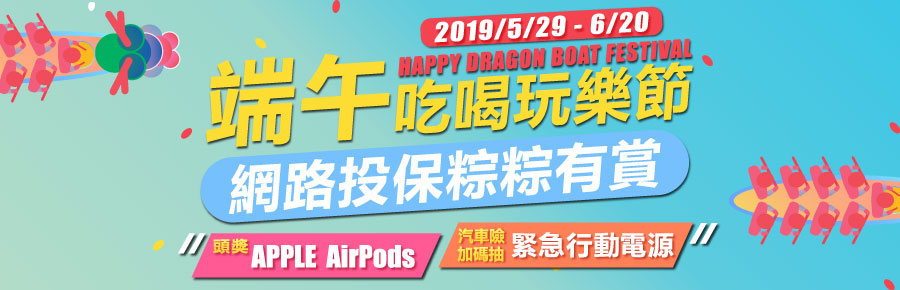 2019/5/29 - 6/20
HAPPY DRAGON BOAT FESTIVAL
端午吃喝玩樂節
網路投保粽粽有賞
頭獎 APPLE AirPods
汽車險
加碼抽 緊急行動電源